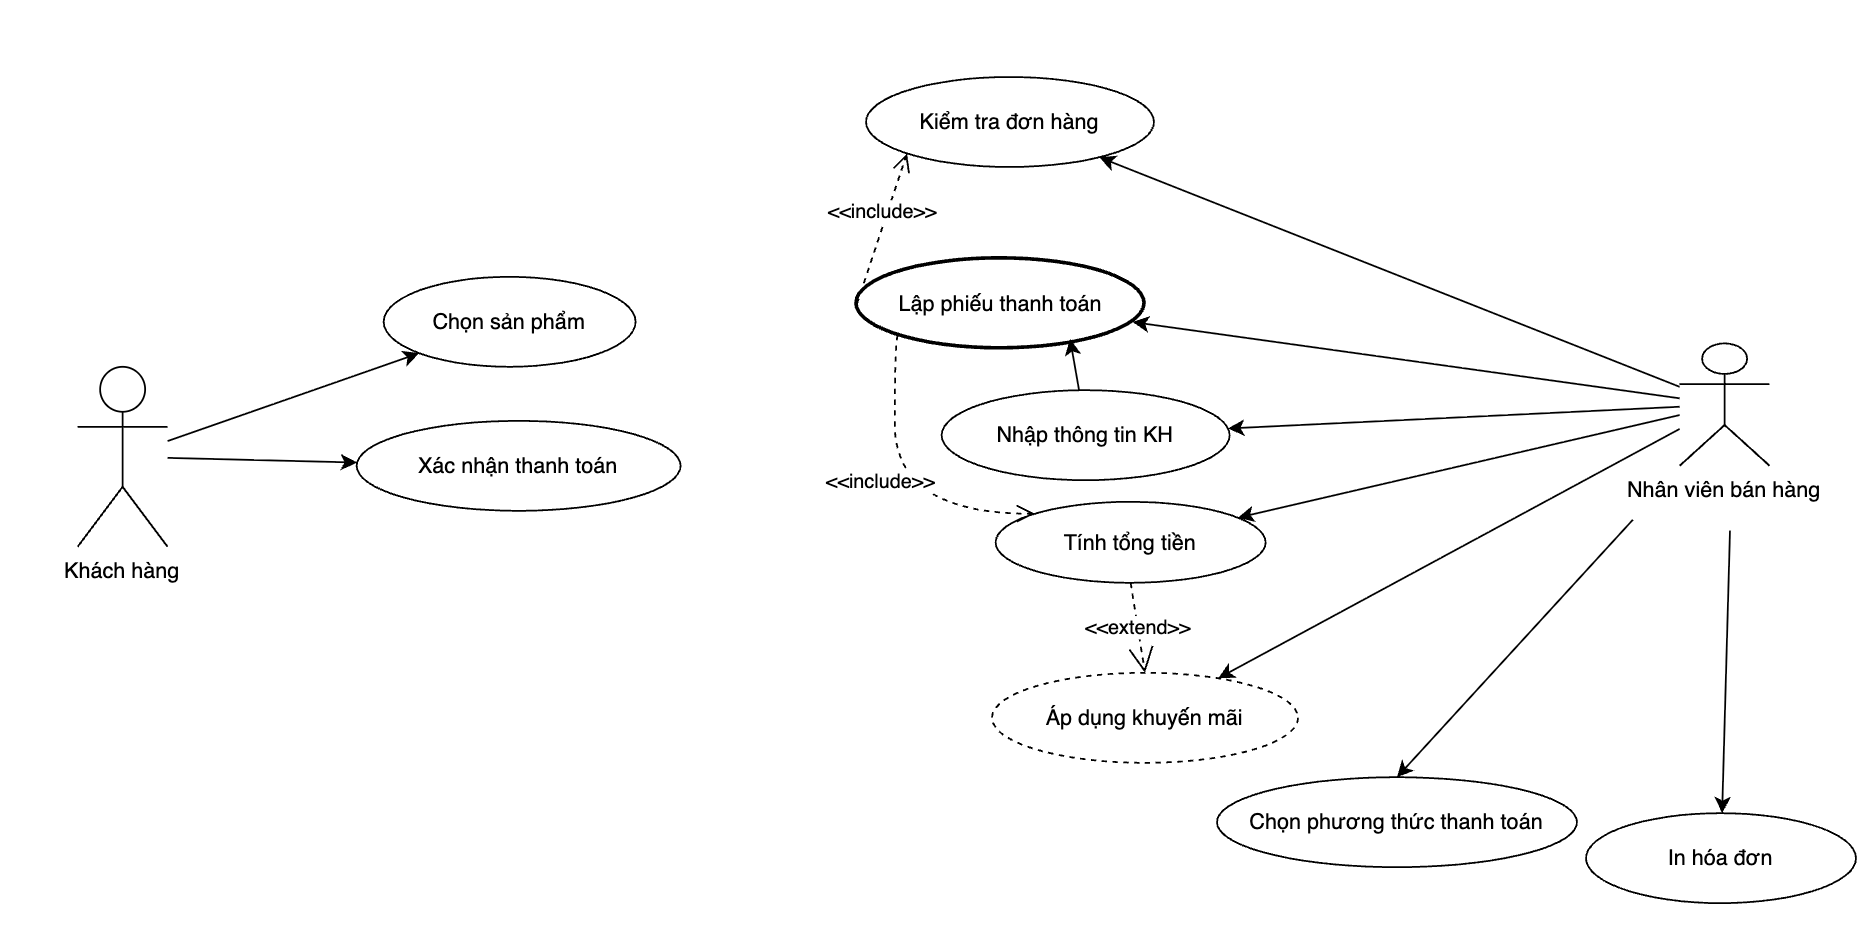 Kiểm tra đơn hàng
<<include>>
Lập phiếu thanh toán
Chọn sản phẩm
Nhập thông tin KH
Xác nhận thanh toán
<<include>>
Nhân viên bán hàng
Tính tổng tiền
Khách hàng
<<extend>>
Áp dụng khuyến mãi
Chọn phương thức thanh toán
In hóa đơn